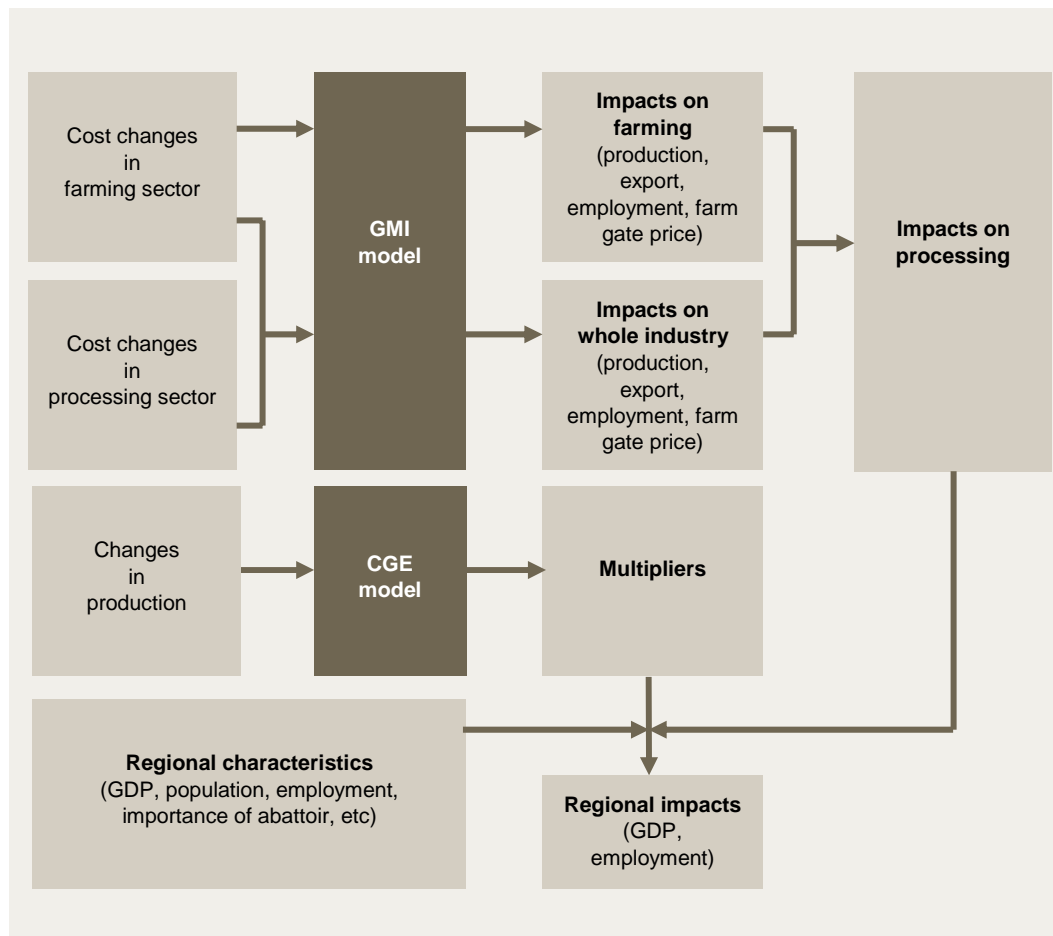 Cost changes
in
farming sector
GMI
model
Impacts on
farming
(production,
export,
employment, farm
gate price)
Impacts on
processing
Cost changes
in
processing sector
Impacts on
whole industry
(production,
export,
employment, farm
gate price)
Changes
in
production
CGE
model
Multipliers
Regional characteristics
(GDP, population, employment,
importance of abattoir, etc)
Regional impacts
(GDP,
employment)